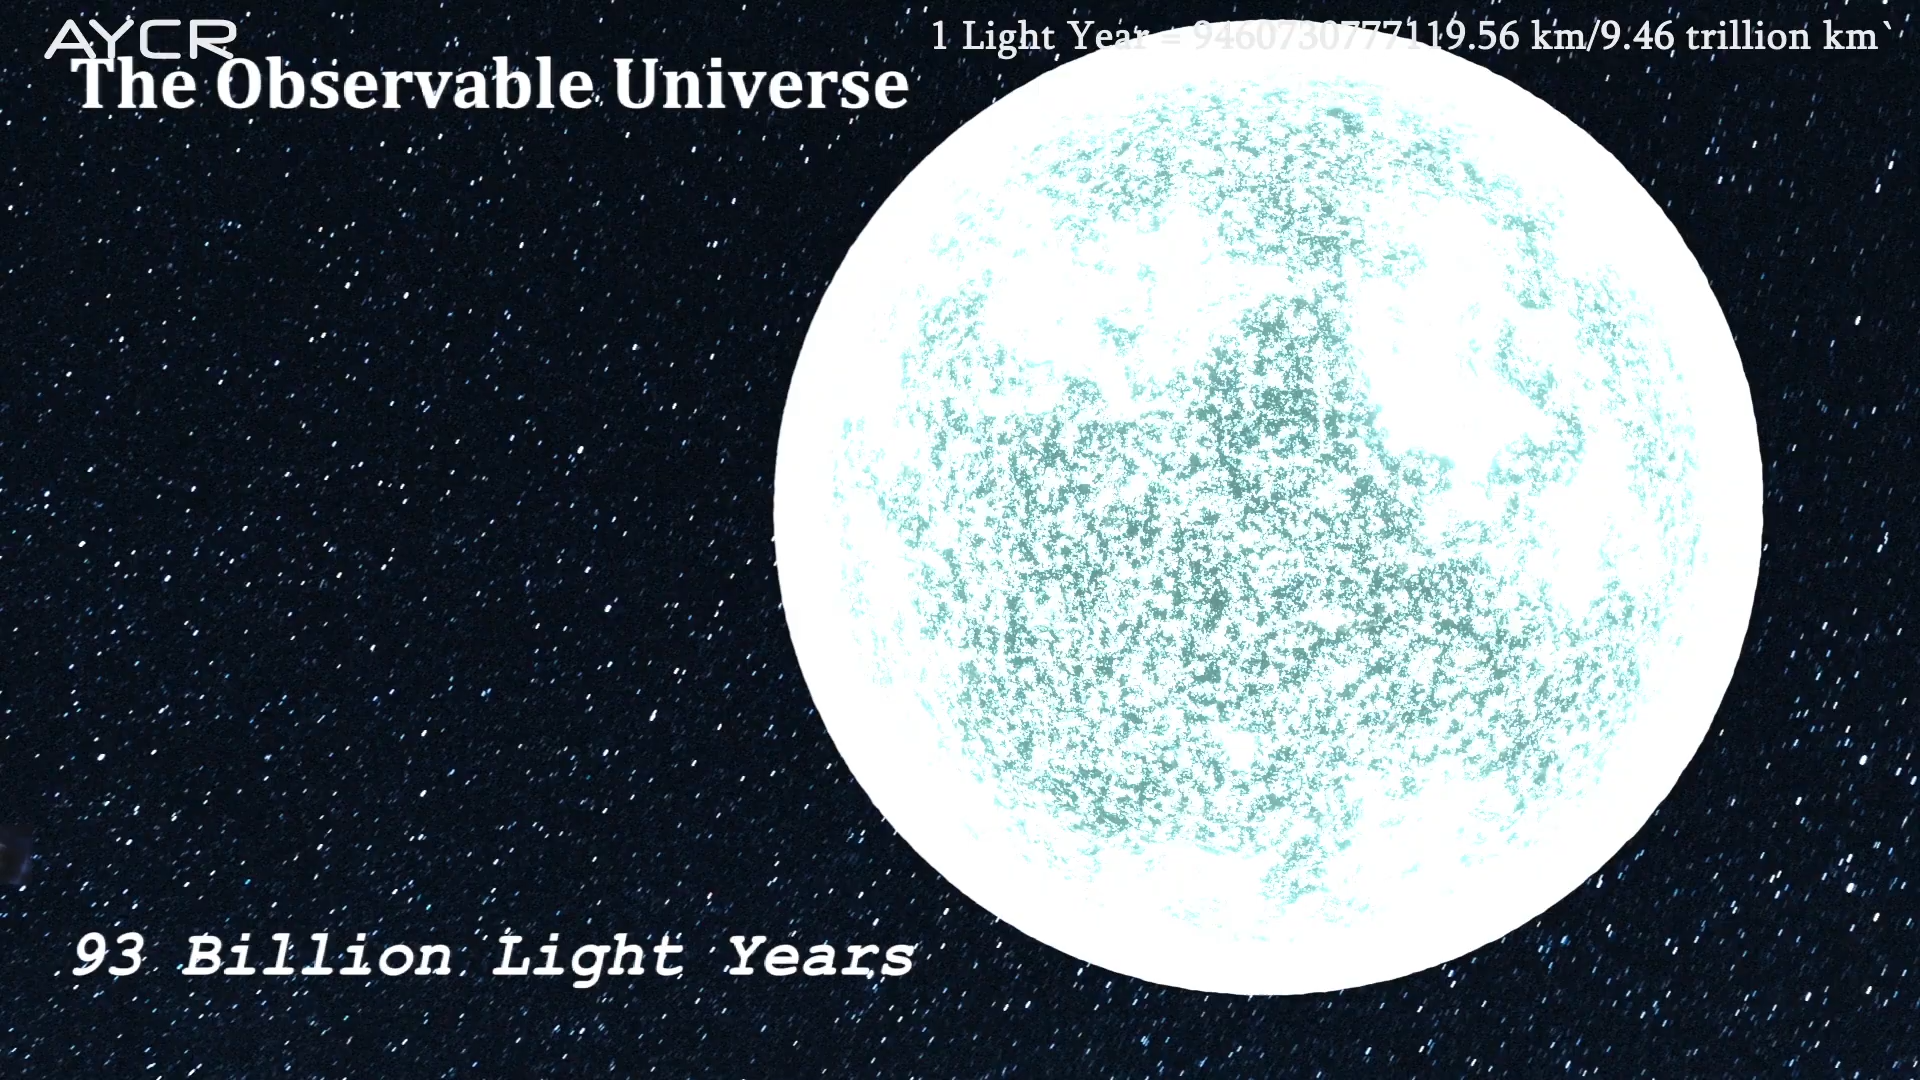 AYCR
1 Light Year = 9460730777119.56 km/9.46 trillion km`
The Observable Universe
93 Billion Light Years